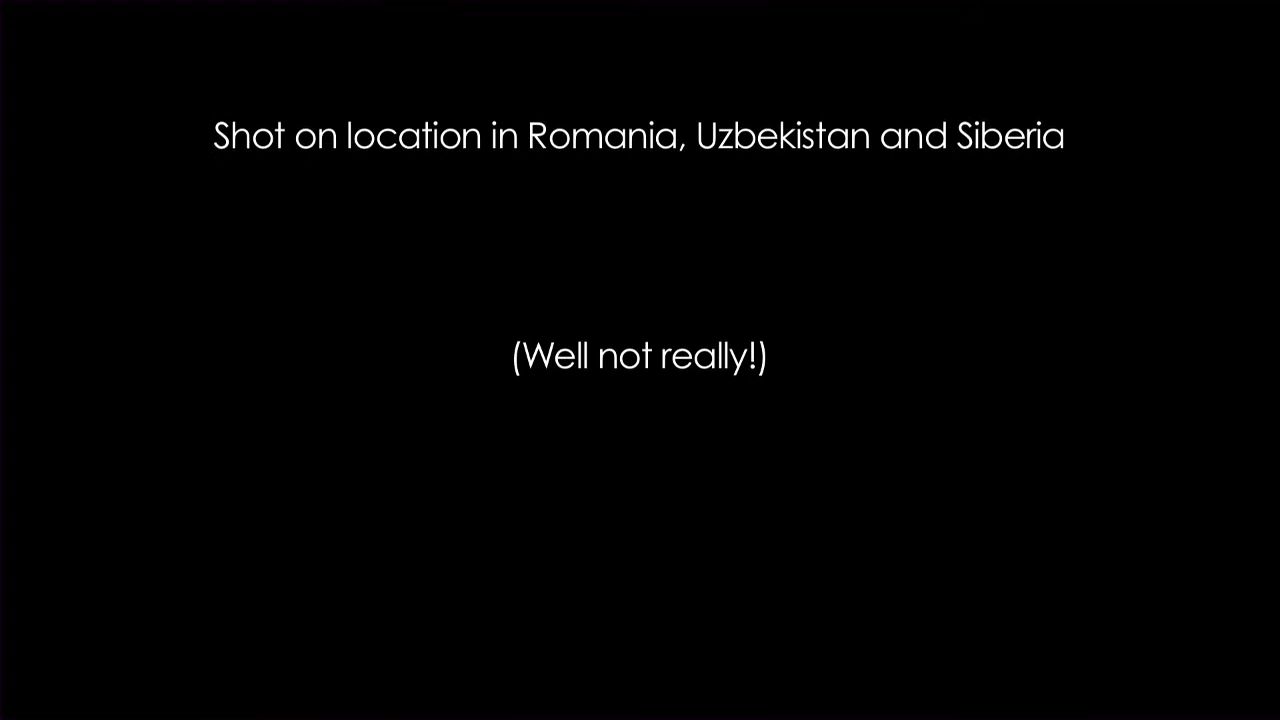 Shot on location in Romania, Uzbekistan and Siberia
(Well not really!)